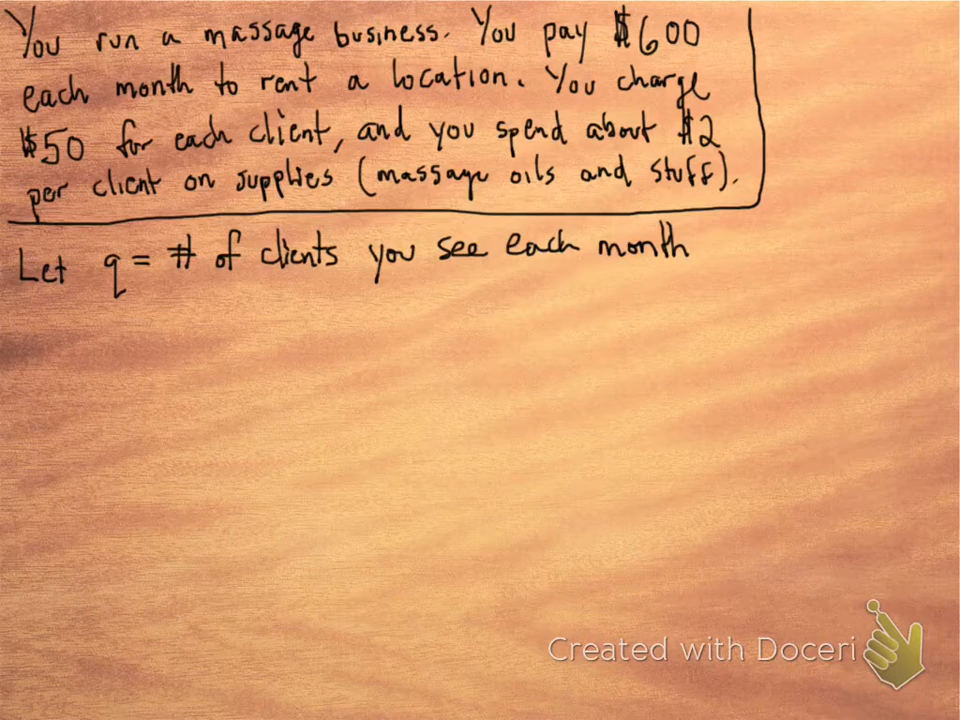 You run a massage business. You pay $600
each month to rent a location. You charge
$50 for each client, and you spend about $2
per client on supplies (massage oils and stuff).
Let q = # of clients you see each month
Created with Doceri